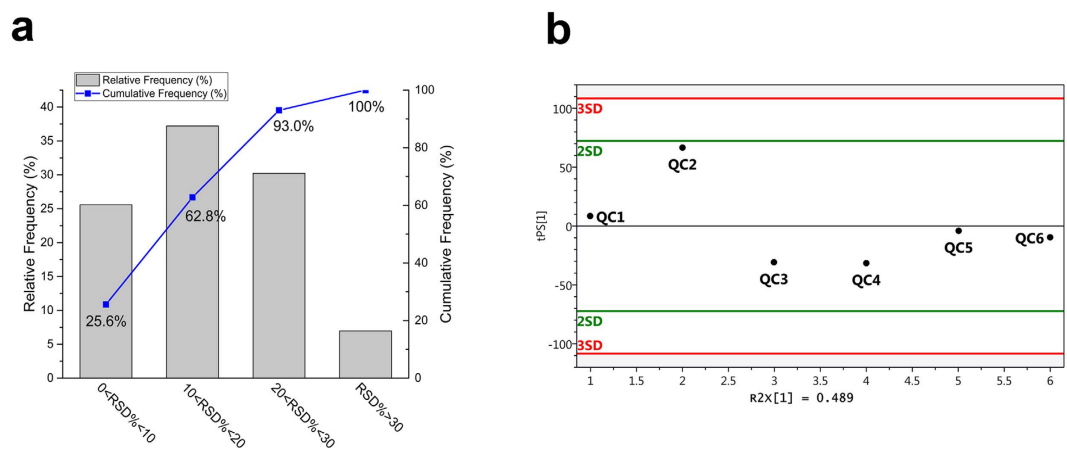 a
Relative Frequency (%)
Cumulative Frequency (%)
Relative Frequency (%)
40
35
30
25
20
15
10
5
0
25.6%
62.8%
93.0%
100%
100
80
60
40
20
0
Cumulative Frequency (%)
0<RSD%<10
10<RSD%<20
20<RSD%<30
RSD%>30
b
tPS[1]
100
50
0
-50
-100
3SD
2SD
QC1
QC2
QC3
QC4
QC5
QC6
2SD
3SD
1 1.5 2 2.5 3 3.5 4 4.5 5 5.5 6
R2X[1] = 0.489